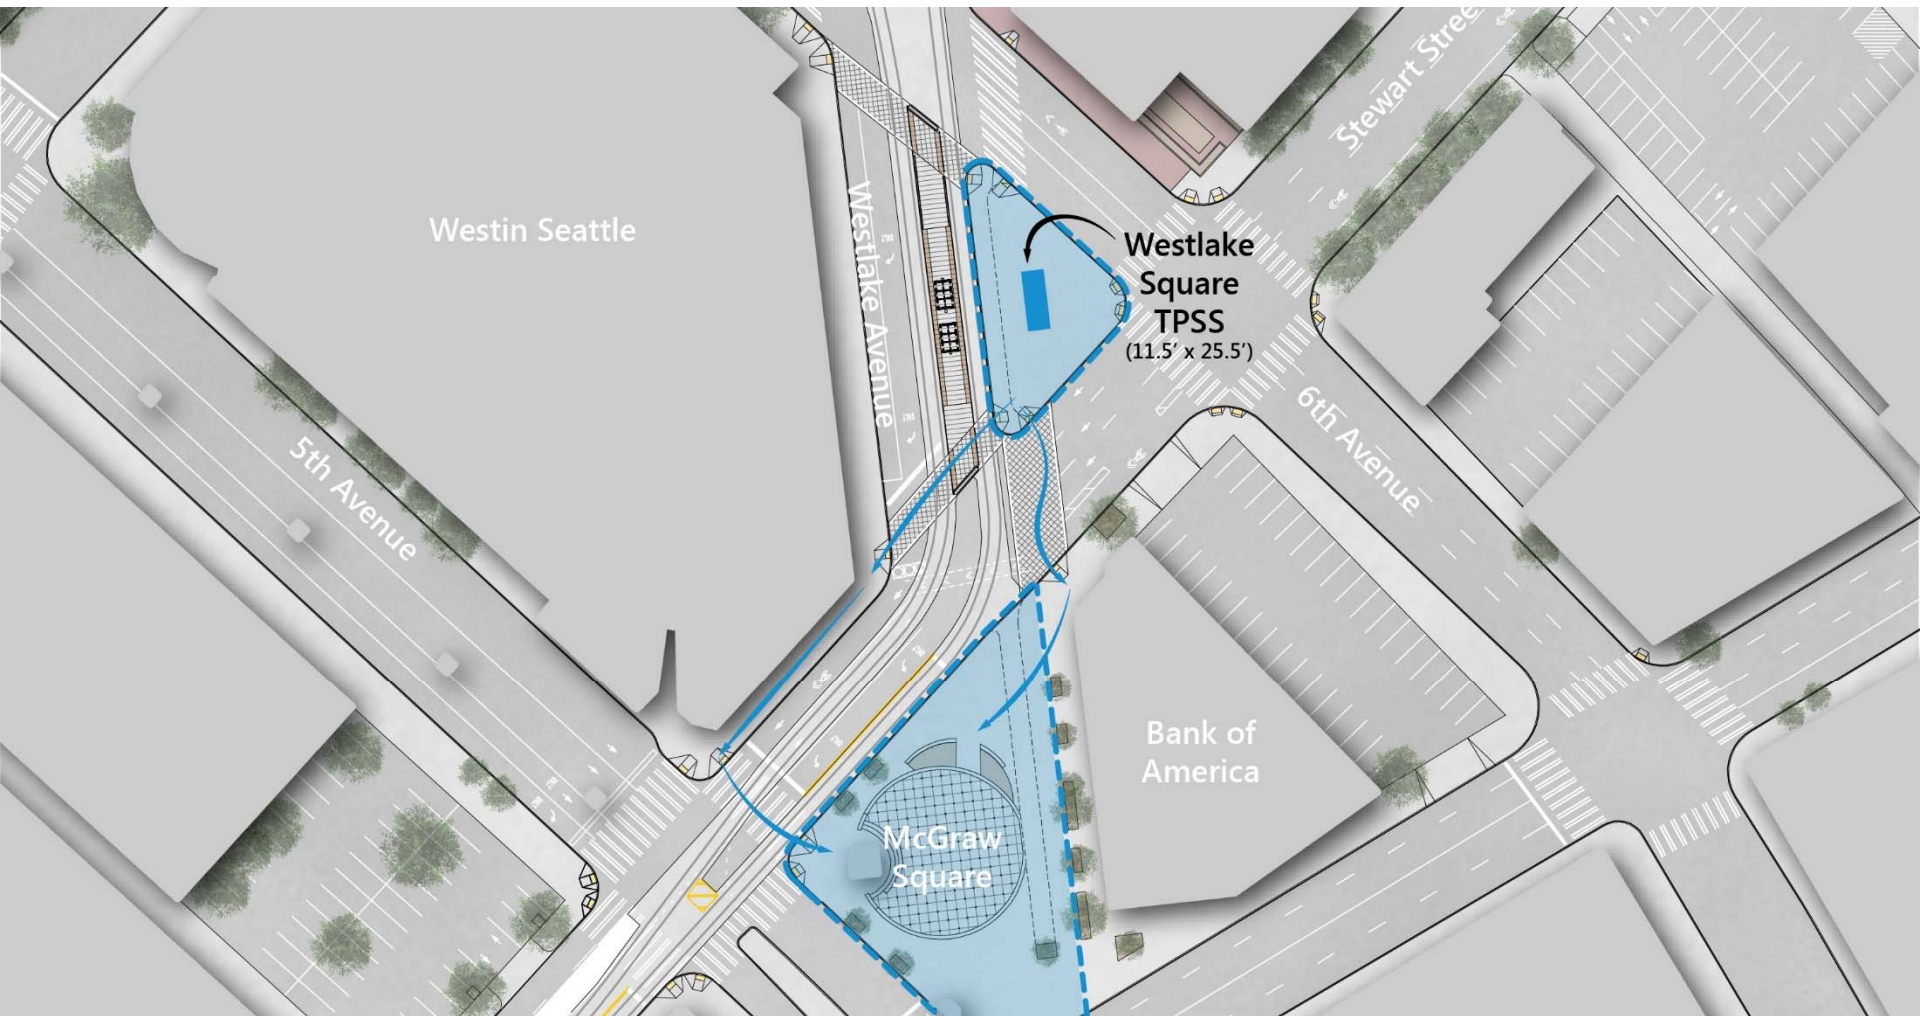 Stewart Stree
Westin Seattle
Westlake Avenue
Westlake
Square
TPSS
(11.5' x 25.5')
5th Avenue
6th Avenue
Bank of
America
McGraw
Square